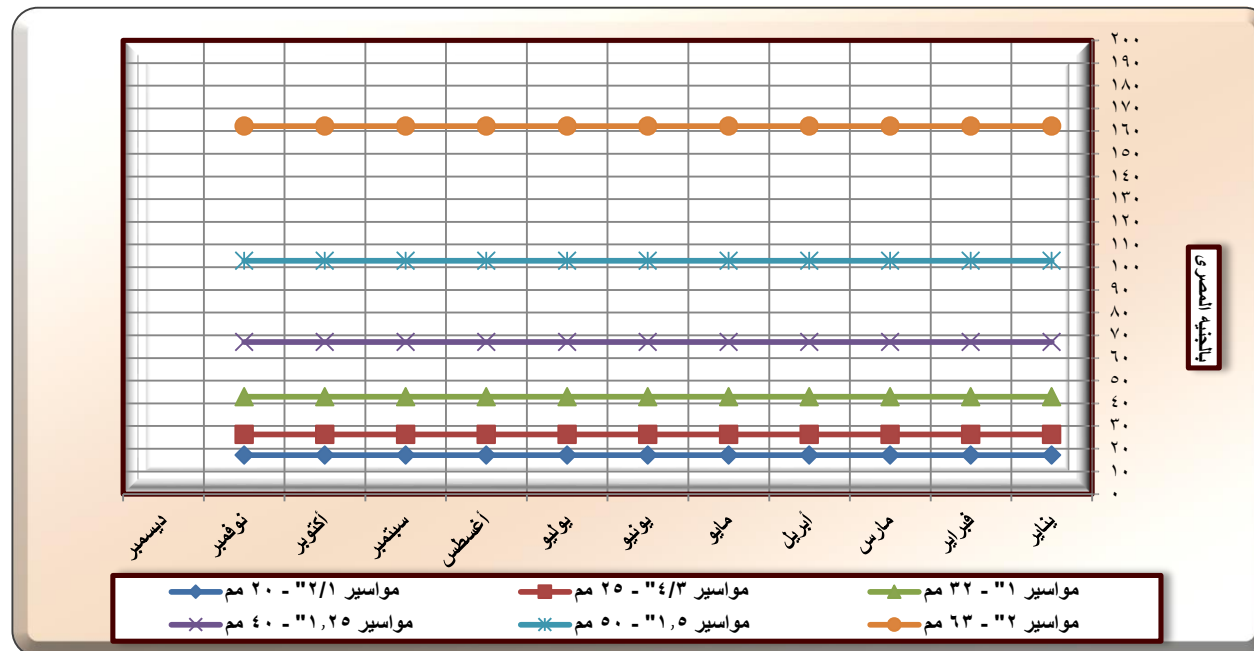 ٢٠٠
١٩٠
١٨٠
١٧٠
١٦٠
١٥٠
١٤٠
١٣٠
١٢٠
١١٠
١٠٠
٩٠
٨٠
٧٠
٦٠
٥٠
٤٠
٣٠
٢٠
١٠
٠
بالجنيه المصرى
يناير
فبراير
مارس
أبريل
مايو
يونيو
يوليو
أغسطس
سبتمبر
أكتوبر
نوفمبر
ديسمبر
مواسير ٢/١" - ٢٠ مم
مواسير ٤/٣" - ٢٥ مم
مواسير ١" - ٣٢ مم
مواسير ١,٢٥" - ٤٠ مم
مواسير ١,٥" - ٥٠ مم
مواسير ٢" - ٦٣ مم